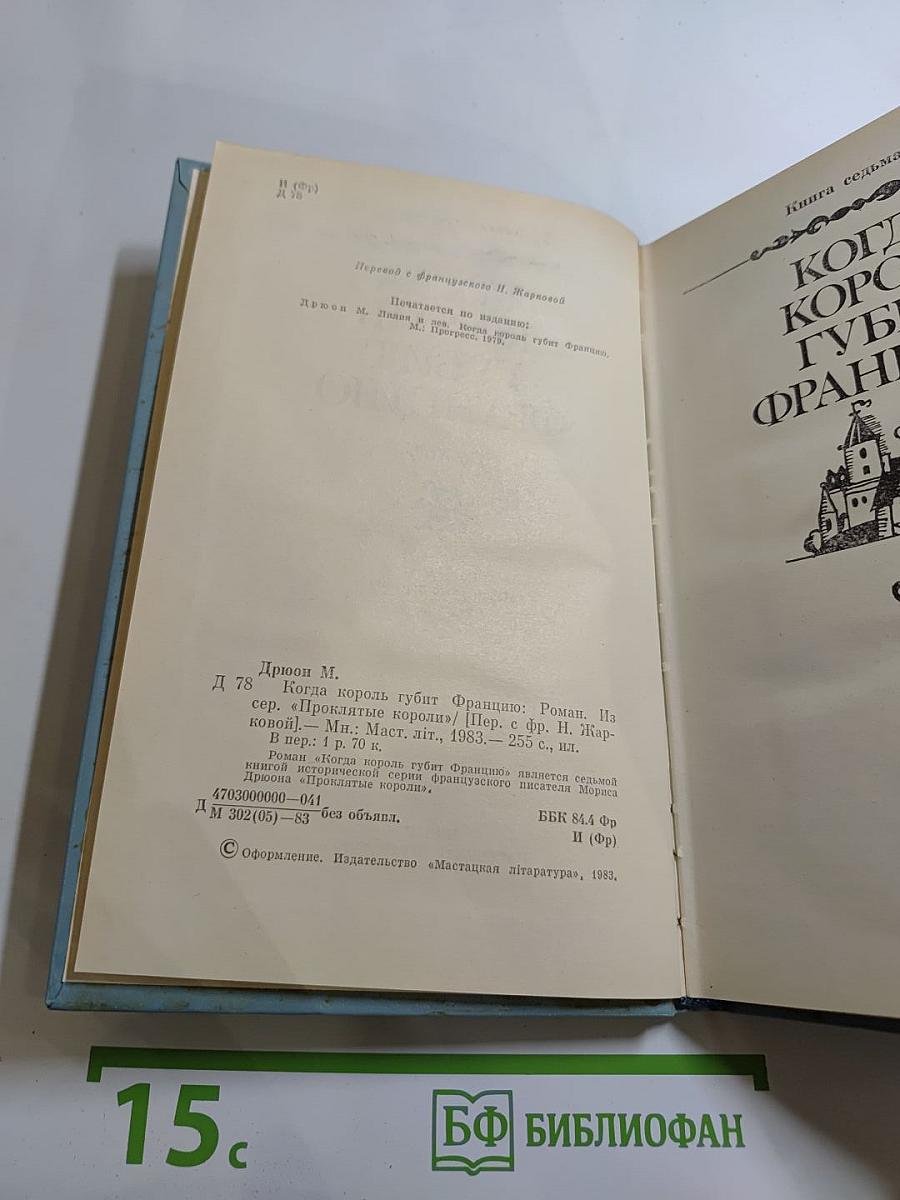 И (Фр)
Д 78
Перевод с французского Н. Жарковой
Печатается по изданию:
Дрюон М. Лилия и лев. Когда король губит Францию.
М.: Прогресс, 1979.
Дрюон М.
Д 78 Когда король губит Францию: Роман. Из
сер. «Проклятые короли»/ [Пер. с фр. Н. Жар-
ковой].— Мн.: Маст. літ., 1983.— 255 с., ил.
В пер.: 1 р. 70 к.
Роман «Когда король губит Францию» является седьмой
книгой исторической серии французского писателя Мориса
Дрюона «Проклятые короли».
Д 4703000000—041
М 302(05)—83 без объявл.
ББК 84.4 Фр
И (Фр)
© Оформление. Издательство «Мастацкая літаратура», 1983.
Книга седьма
КОГД
КОРО
ГУБИ
ФРАН
15 с
БФ БИБЛИОФАН